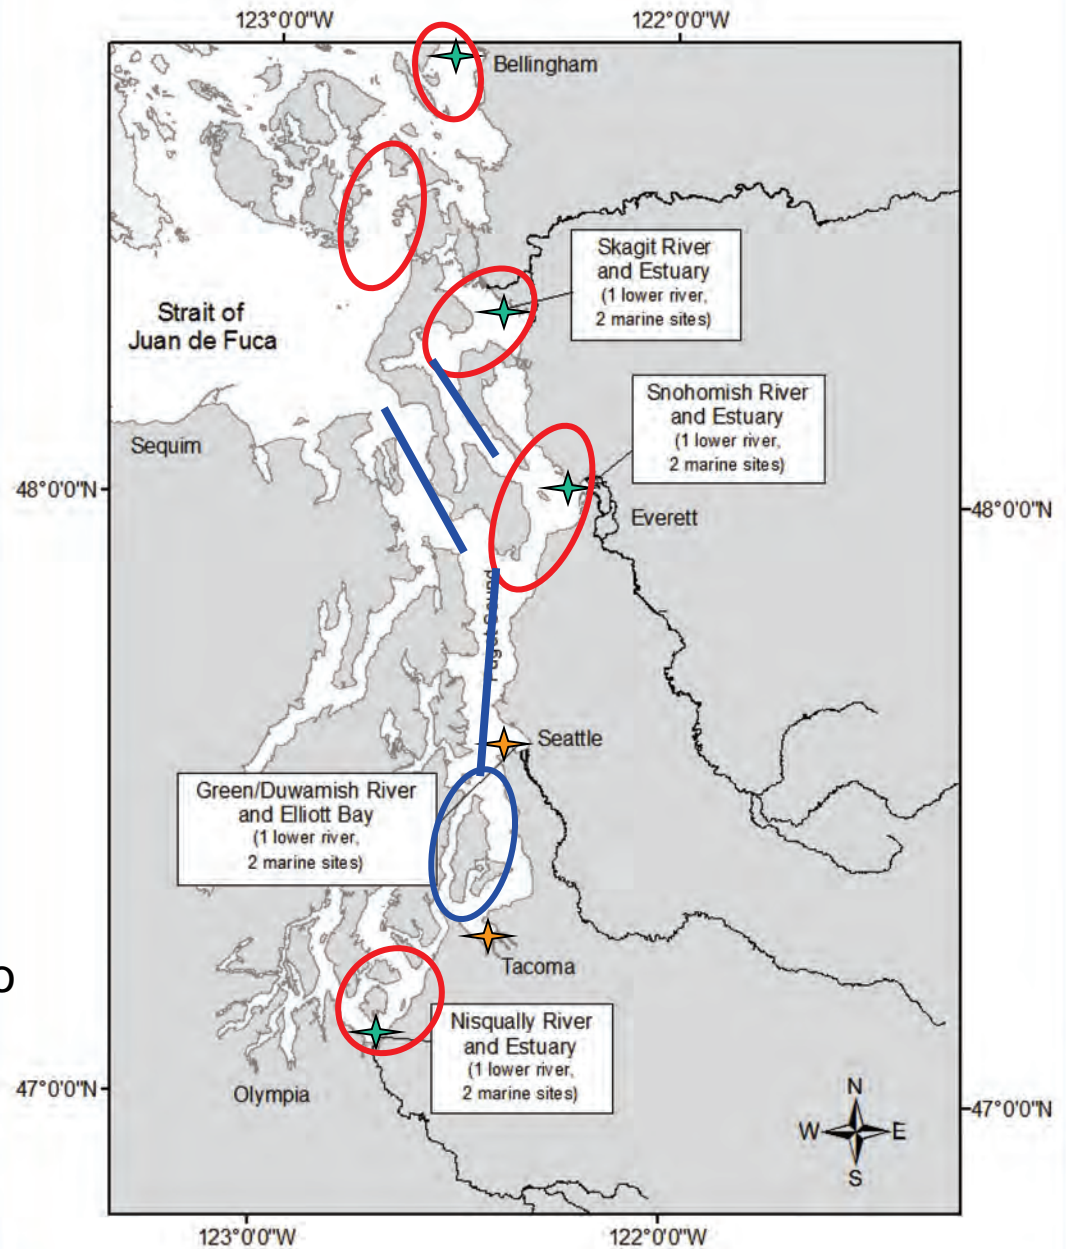 123°0'0"W
122°0'0"W
Bellingham
Skagit River
and Estuary
(1 lower river,
2 marine sites)
Strait of
Juan de Fuca
Snohomish River
and Estuary
(1 lower river,
2 marine sites)
Sequim
48°0'0"N
48°0'0"N
Everett
Puget Sound
Seattle
Green/Duwamish River
and Elliott Bay
(1 lower river,
2 marine sites)
o
Tacoma
Nisqually River
and Estuary
(1 lower river,
2 marine sites)
Olympia
47°0'0"N
47°0'0"N
N
W
E
S
123°0'0"W
122°0'0"W